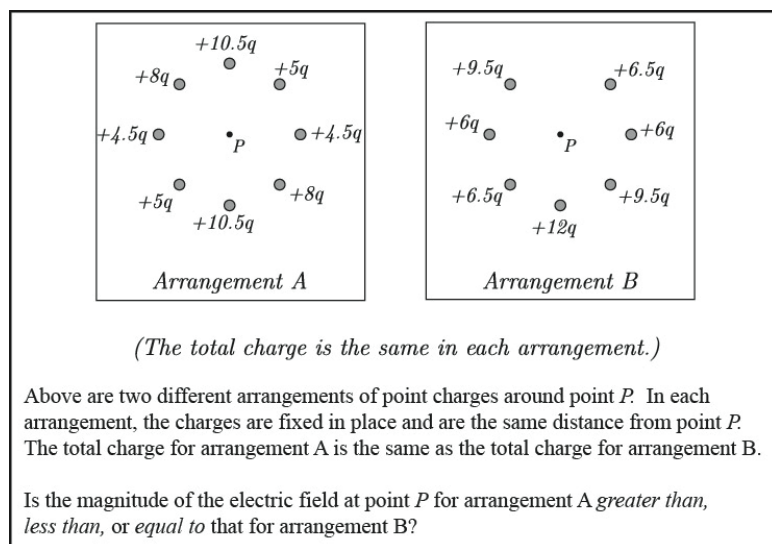 +10.5q
+8q
+5q
+4.5q
P
+4.5q
+5q
+8q
+10.5q
Arrangement A
+9.5q
+6.5q
+6q
P
+6q
+6.5q
+9.5q
+12q
Arrangement B
(The total charge is the same in each arrangement.)
Above are two different arrangements of point charges around point P. In each
arrangement, the charges are fixed in place and are the same distance from point P.
The total charge for arrangement A is the same as the total charge for arrangement B.
Is the magnitude of the electric field at point P for arrangement A greater than,
less than, or equal to that for arrangement B?